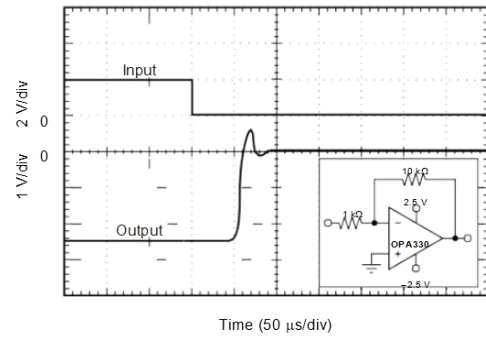 Input
2 V/div
0
0
1 V/div
Output
10 kΩ
2.5 V
1 kΩ
−
OPA330
+
−2.5 V
Time (50 µs/div)